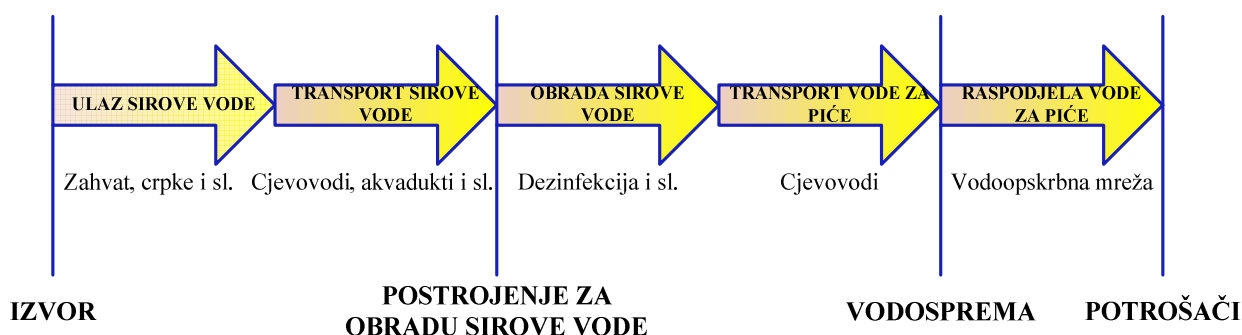 ULAZ SIROVE VODE
TRANSPORT SIROVE
VODE
OBRADA SIROVE
VODE
TRANSPORT VODE ZA
PIĆE
RASPODJELA VODE
ZA PIĆE
Zahvat, crpke i sl.
Cjevovodi, akvadukti i sl.
Dezinfekcija i sl.
Cjevovodi
Vodoopskrbna mreža
IZVOR
POSTROJENJE ZA
OBRADU SIROVE VODE
VODOSPREMA
POTROŠAČI